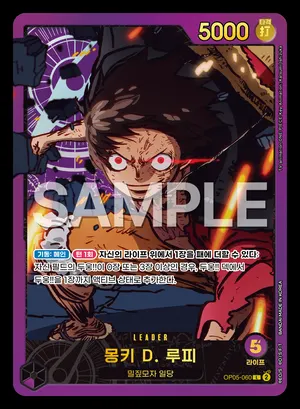 5000
타격
打
SAMPLE
기동: 메인 턴 1회 자신의 라이프 위에서 1장을 패에 더할 수 있다:
자신 필드의 두웅!!이 0장 또는 3장 이상인 경우, 두웅!! 덱에서
두웅!!을 1장까지 액티브 상태로 추가한다.
LEADER
몽키 D. 루피
5
라이프
밀짚모자 일당
OP05-060 L 2